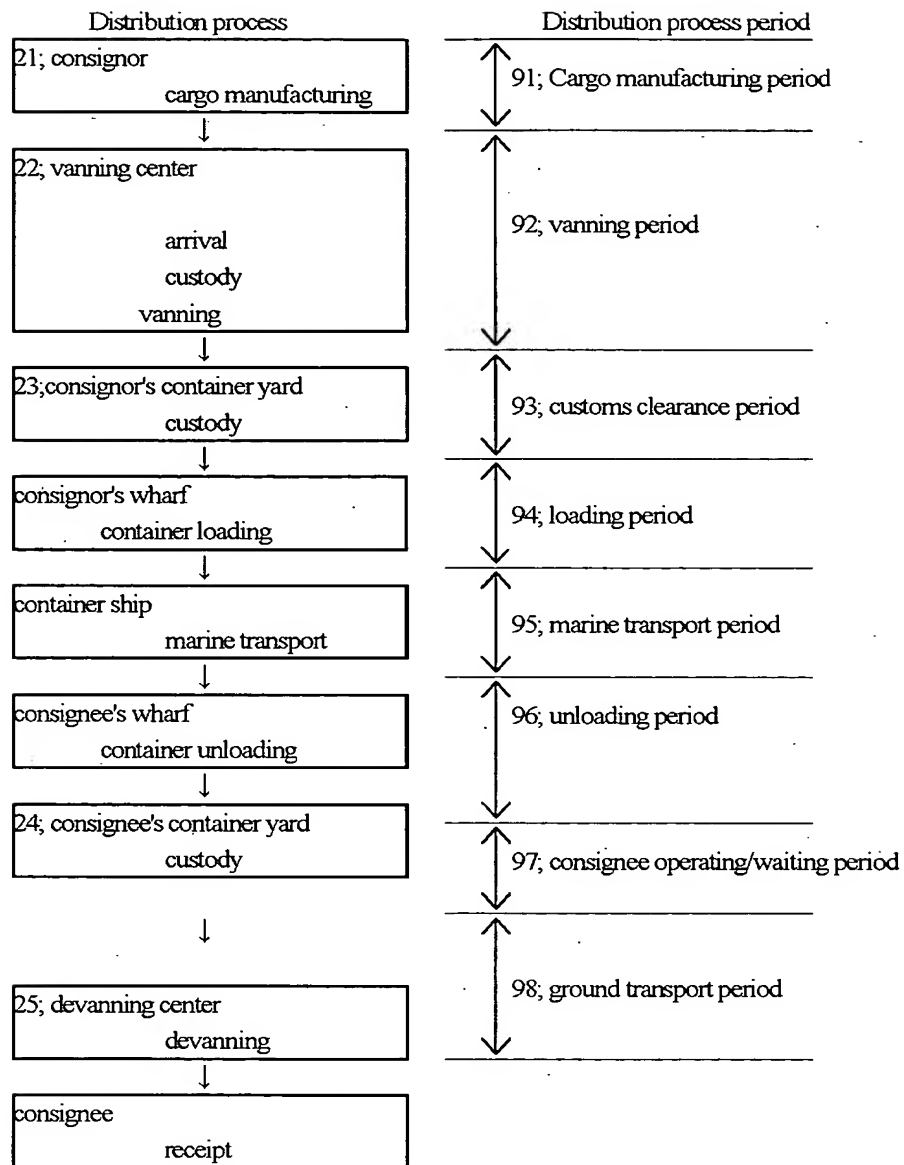 Distribution process
21; consignor
cargo manufacturing
↓
22; vanning center
arrival
custody
vanning
↓
23;consignor's container yard
custody
↓
consignor's wharf
container loading
↓
container ship
marine transport
↓
consignee's wharf
container unloading
↓
24; consignee's container yard
custody
↓
25; devanning center
devanning
↓
consignee
receipt
Distribution process period
91; Cargo manufacturing period
92; vanning period
93; customs clearance period
94; loading period
95; marine transport period
96; unloading period
97; consignee operating/waiting period
98; ground transport period